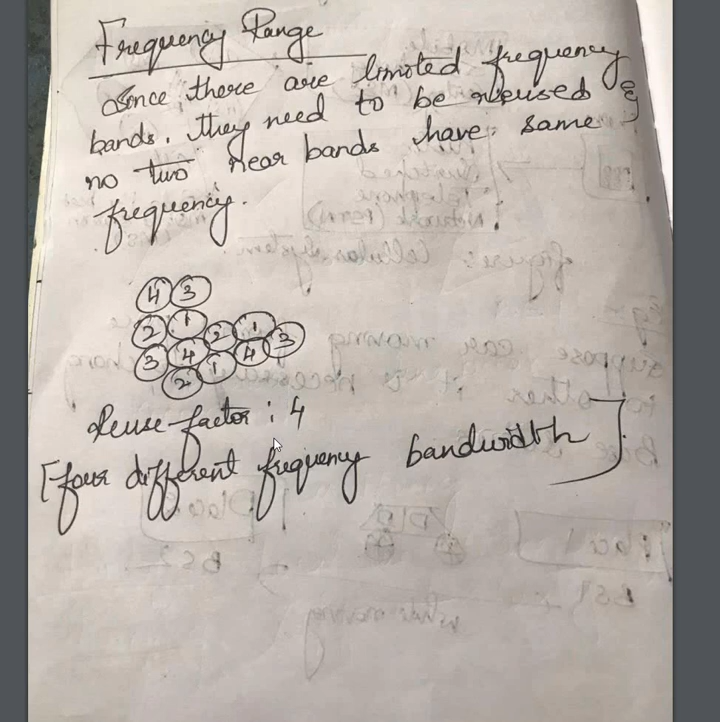 Frequency Range
Since there are limited frequency
bands. they need to be reused &
no two near bands have same
frequency.
4 3
2 1 2 1 3
3 4 1 4
2
Reuse factor : 4
[four different frequency bandwidth]